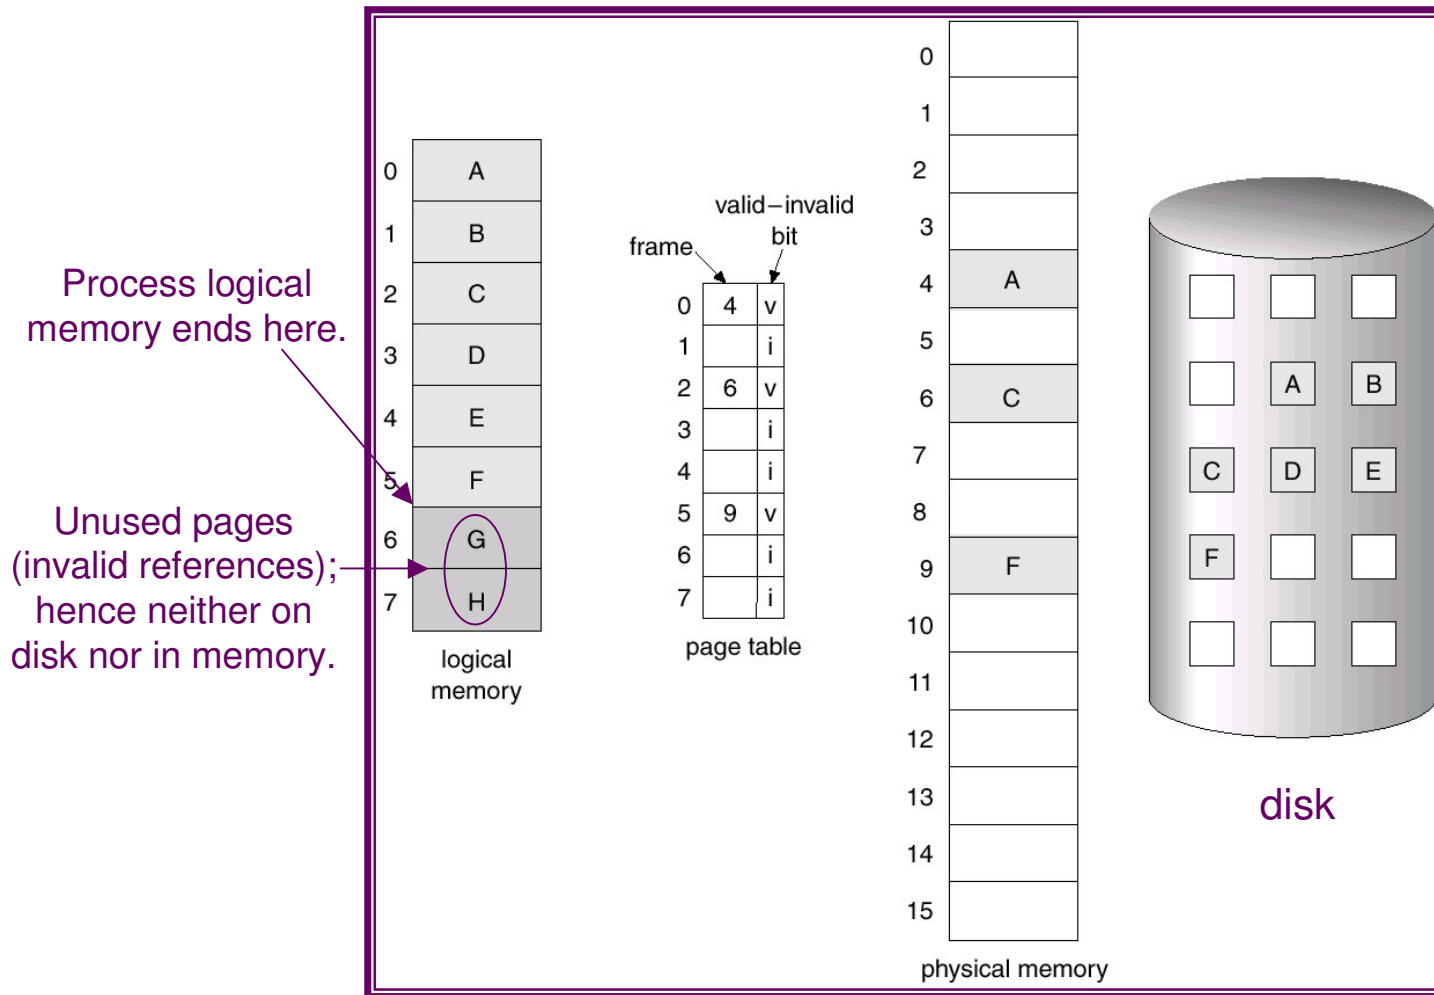 Process logical
memory ends here.
Unused pages
(invalid references);
hence neither on
disk nor in memory.
0 A
1 B
2 C
3 D
4 E
5 F
6 G
7 H
logical
memory
valid–invalid
bit
frame
0 4 v
1 i
2 6 v
3 i
4 i
5 9 v
6 i
7 i
page table
0
1
2
3
4 A
5
6 C
7
8
9 F
10
11
12
13
14
15
physical memory
A B
C D E
F
disk